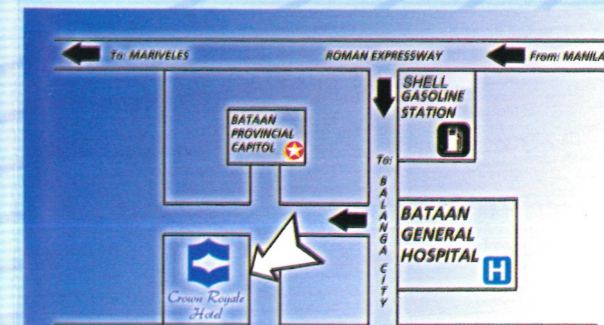 To: MARIVELES
ROMAN EXPRESSWAY
From: MANILA
SHELL
GASOLINE
STATION
BATAAN
PROVINCIAL
CAPITOL
To: BALANGA CITY
BATAAN
GENERAL
HOSPITAL
H
Crown Royale
Hotel